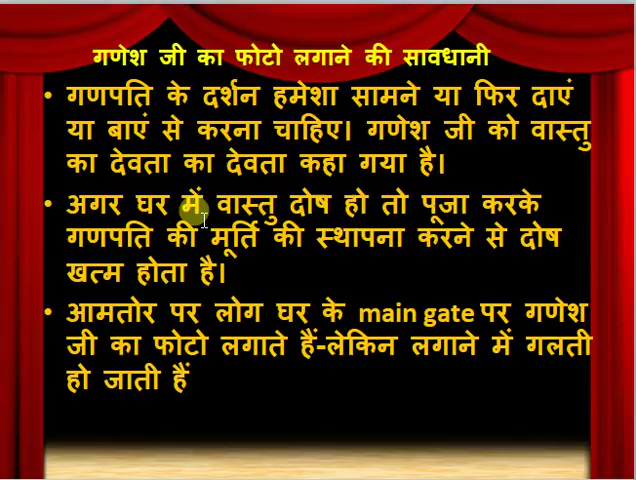 गणेश जी का फोटो लगाने की सावधानी
• गणपति के दर्शन हमेशा सामने या फिर दाएं
या बाएं से करना चाहिए। गणेश जी को वास्तु
का देवता का देवता कहा गया है।
• अगर घर में वास्तु दोष हो तो पूजा करके
गणपति की मूर्ति की स्थापना करने से दोष
खत्म होता है।
• आमतोर पर लोग घर के main gate पर गणेश
जी का फोटो लगाते हैं-लेकिन लगाने में गलती
हो जाती हैं